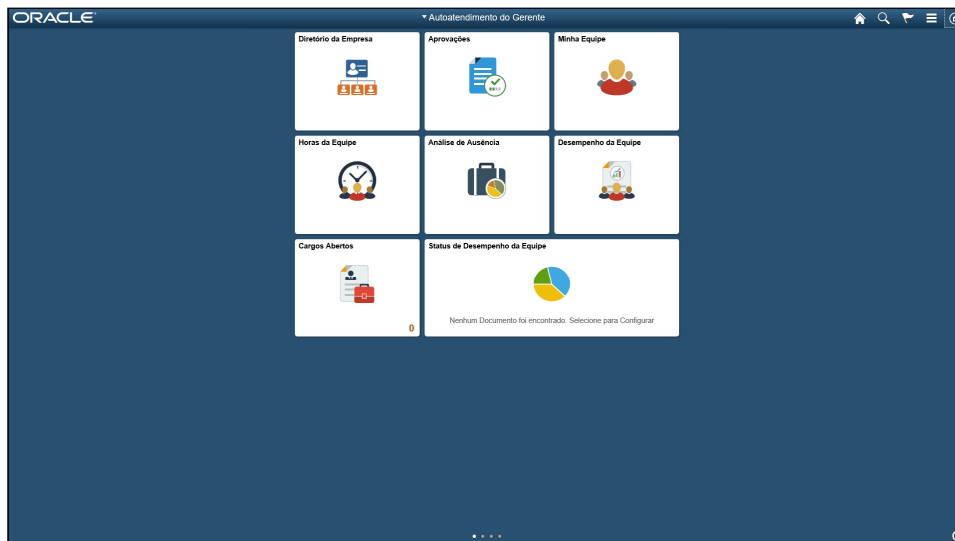 ORACLE
Autoatendimento do Gerente
Diretório da Empresa
Aprovações
Minha Equipe
Horas da Equipe
Análise de Ausência
Desempenho da Equipe
Cargos Abertos
0
Status de Desempenho da Equipe
Nenhum Documento foi encontrado. Selecione para Configurar